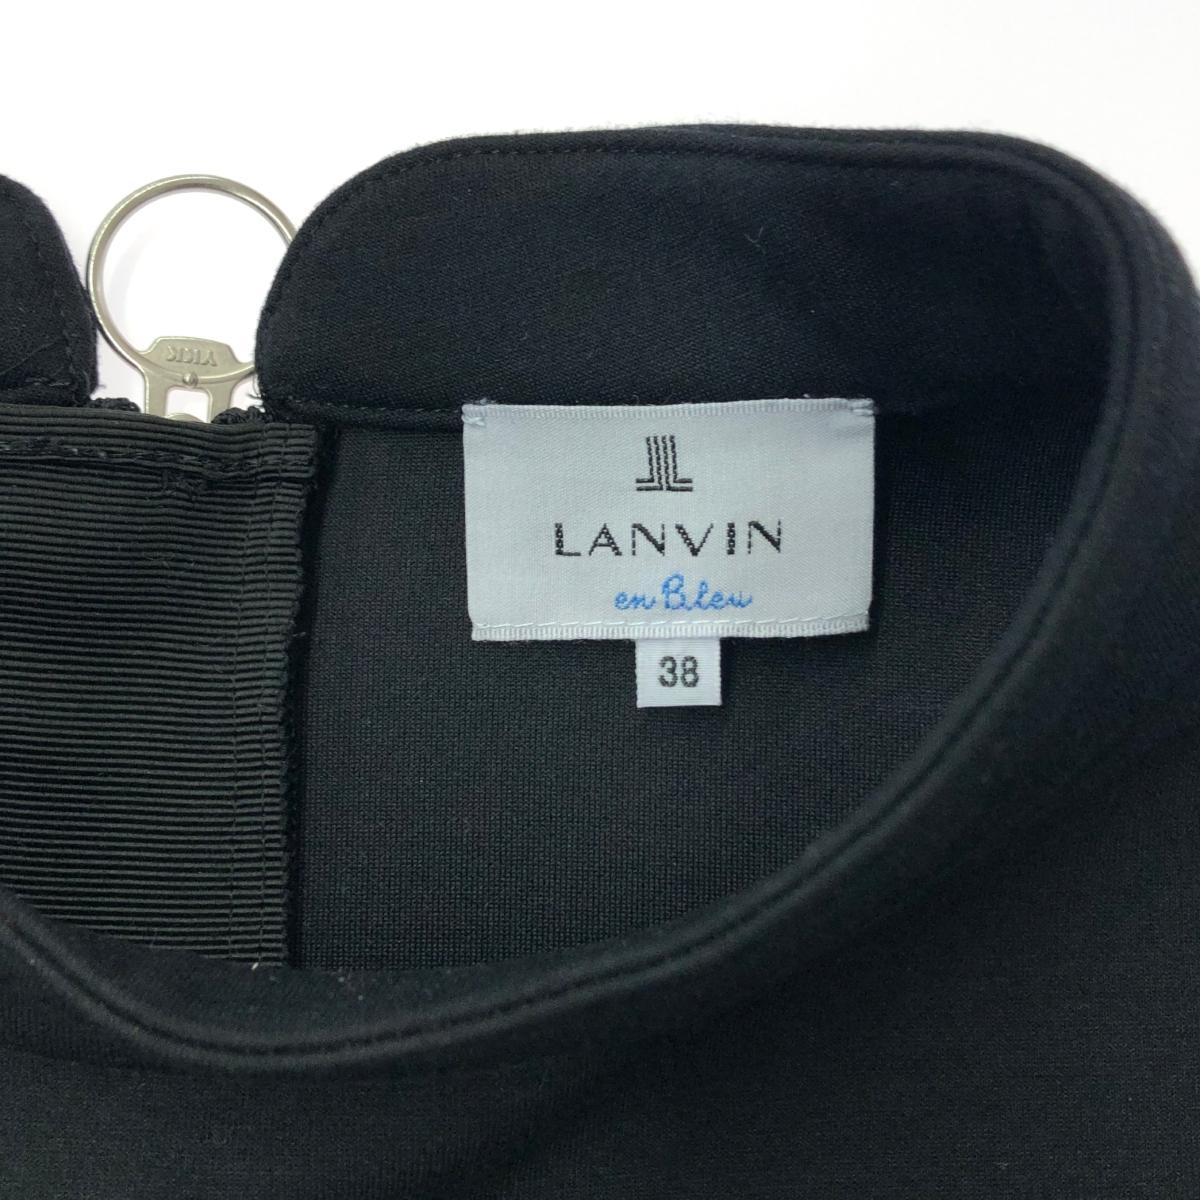 YKK
LANVIN
en Bleu
38